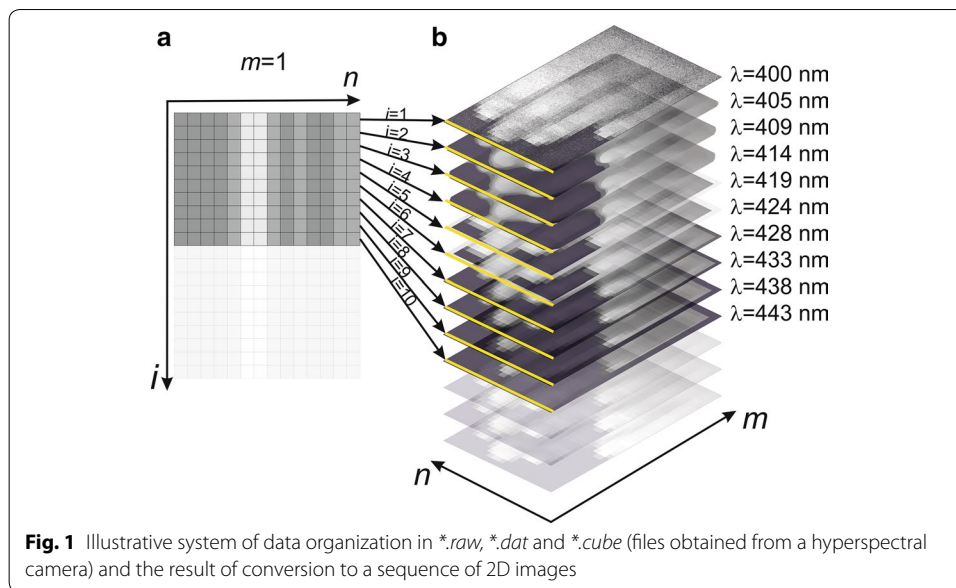 a
b
m=1
n
i
i=1
i=2
i=3
i=4
i=5
i=6
i=7
i=8
i=9
i=10
λ=400 nm
λ=405 nm
λ=409 nm
λ=414 nm
λ=419 nm
λ=424 nm
λ=428 nm
λ=433 nm
λ=438 nm
λ=443 nm
n
m
Fig. 1 Illustrative system of data organization in *.raw, *.dat and *.cube (files obtained from a hyperspectral
camera) and the result of conversion to a sequence of 2D images